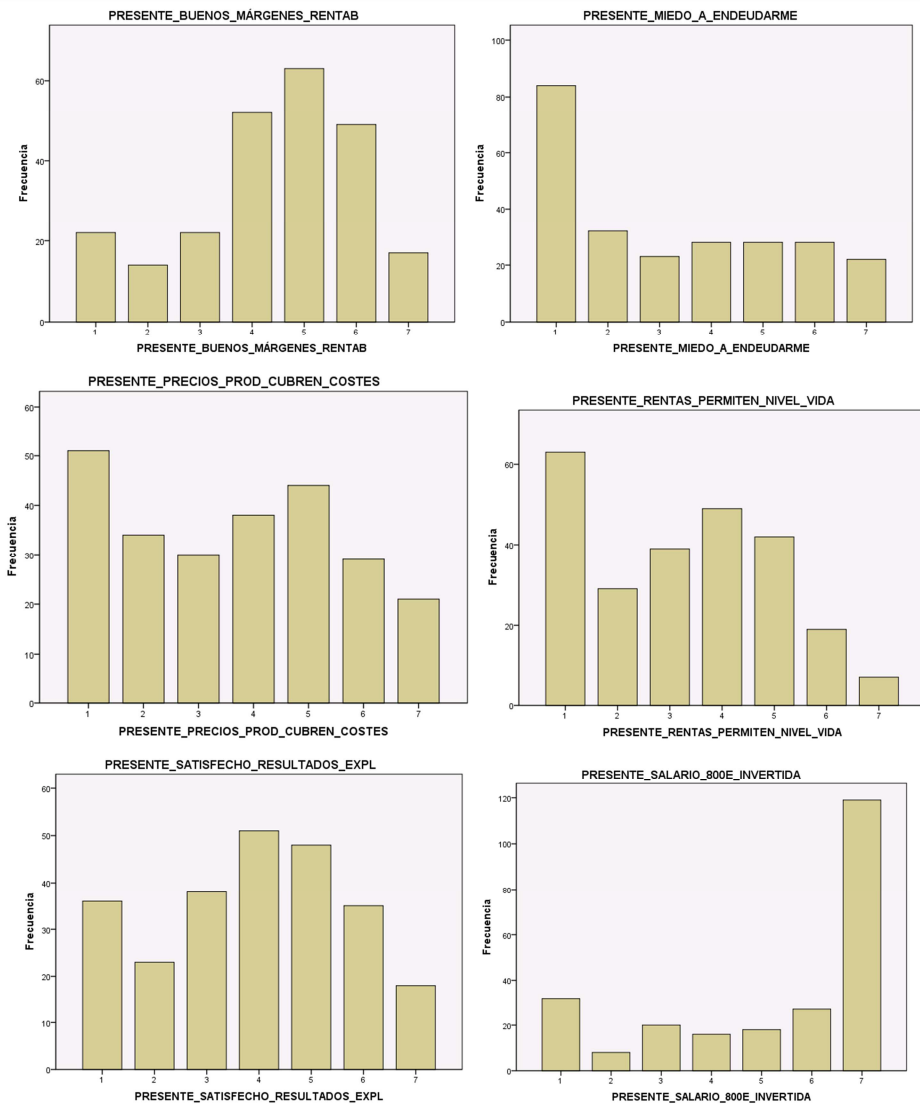 PRESENTE_BUENOS_MÁRGENES_RENTAB
Frecuencia
60
40
20
0
1 2 3 4 5 6 7
PRESENTE_BUENOS_MÁRGENES_RENTAB
PRESENTE_MIEDO_A_ENDEUDARME
Frecuencia
100
80
60
40
20
0
1 2 3 4 5 6 7
PRESENTE_MIEDO_A_ENDEUDARME
PRESENTE_PRECIOS_PROD_CUBREN_COSTES
Frecuencia
60
50
40
30
20
10
0
1 2 3 4 5 6 7
PRESENTE_PRECIOS_PROD_CUBREN_COSTES
PRESENTE_RENTAS_PERMITEN_NIVEL_VIDA
Frecuencia
60
40
20
0
1 2 3 4 5 6 7
PRESENTE_RENTAS_PERMITEN_NIVEL_VIDA
PRESENTE_SATISFECHO_RESULTADOS_EXPL
Frecuencia
60
50
40
30
20
10
0
1 2 3 4 5 6 7
PRESENTE_SATISFECHO_RESULTADOS_EXPL
PRESENTE_SALARIO_800E_INVERTIDA
Frecuencia
120
100
80
60
40
20
0
1 2 3 4 5 6 7
PRESENTE_SALARIO_800E_INVERTIDA